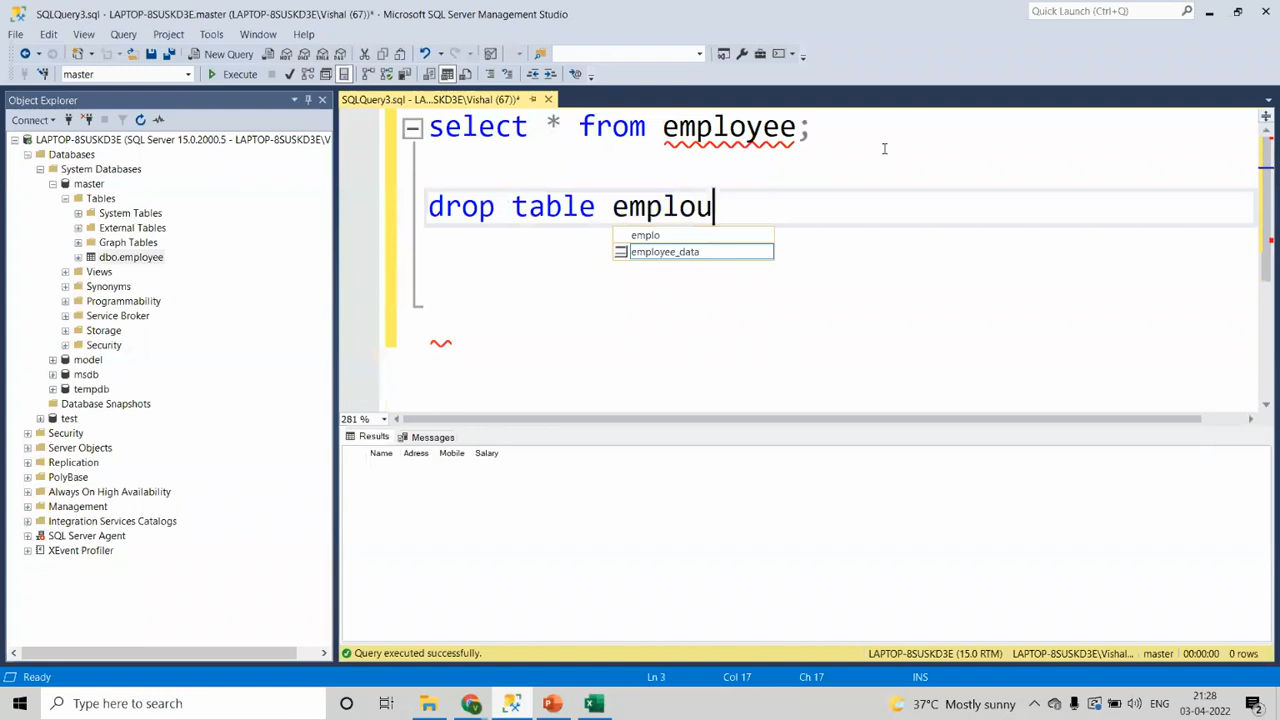 SQLQuery3.sql - LAPTOP-8SUSKD3E.master (LAPTOP-8SUSKD3E\Vishal (67))* - Microsoft SQL Server Management Studio
Quick Launch (Ctrl+Q)
File Edit View Query Project Tools Window Help
New Query
master Execute
Object Explorer
SQLQuery3.sql - LA...SKD3E\Vishal (67))*
Connect
LAPTOP-8SUSKD3E (SQL Server 15.0.2000.5 - LAPTOP-8SUSKD3E\V
Databases
System Databases
master
Tables
System Tables
External Tables
Graph Tables
dbo.employee
Views
Synonyms
Programmability
Service Broker
Storage
Security
model
msdb
tempdb
Database Snapshots
test
Security
Server Objects
Replication
PolyBase
Always On High Availability
Management
Integration Services Catalogs
SQL Server Agent
XEvent Profiler
select * from employee;
drop table emplou
emplo
employee_data
281 %
Results Messages
Name Adress Mobile Salary
Query executed successfully.
LAPTOP-8SUSKD3E (15.0 RTM) LAPTOP-8SUSKD3E\Vishal... master 00:00:00 0 rows
Ready Ln 3 Col 17 Ch 17 INS
Type here to search
37°C Mostly sunny
ENG
21:28
03-04-2022
2